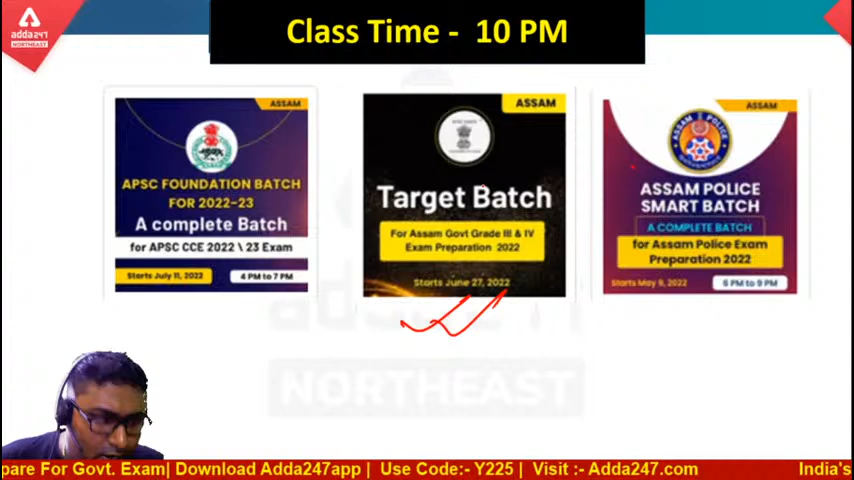 adda247
NORTHEAST
Class Time - 10 PM
ASSAM
APSC FOUNDATION BATCH
FOR 2022-23
A complete Batch
for APSC CCE 2022 \ 23 Exam
Starts July 11, 2022
4 PM to 7 PM
ASSAM
Target Batch
For Assam Govt Grade III & IV
Exam Preparation 2022
Starts June 27, 2022
ASSAM
ASSAM POLICE
ASSAM POLICE
SMART BATCH
A COMPLETE BATCH
for Assam Police Exam
Preparation 2022
Starts May 9, 2022
6 PM to 9 PM
adda247
NORTHEAST
pare For Govt. Exam| Download Adda247app | Use Code:- Y225 | Visit :- Adda247.com India's